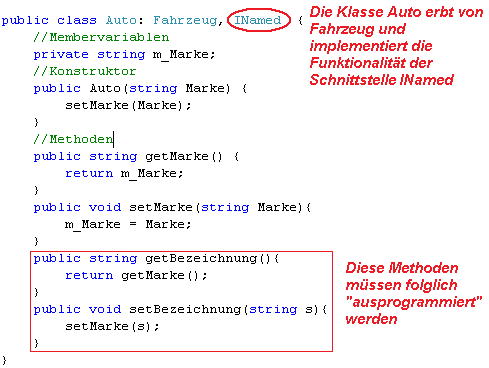 public class Auto: Fahrzeug, INamed {
//Membervariablen
private string m_Marke;
//Konstruktor
public Auto(string Marke) {
setMarke(Marke);
}
//Methoden
public string getMarke() {
return m_Marke;
}
public void setMarke(string Marke){
m_Marke = Marke;
}
public string getBezeichnung(){
return getMarke();
}
public void setBezeichnung(string s){
setMarke(s);
}
}
Die Klasse Auto erbt von
Fahrzeug und
implementiert die
Funktionalität der
Schnittstelle INamed
Diese Methoden
müssen folglich
"ausprogrammiert"
werden